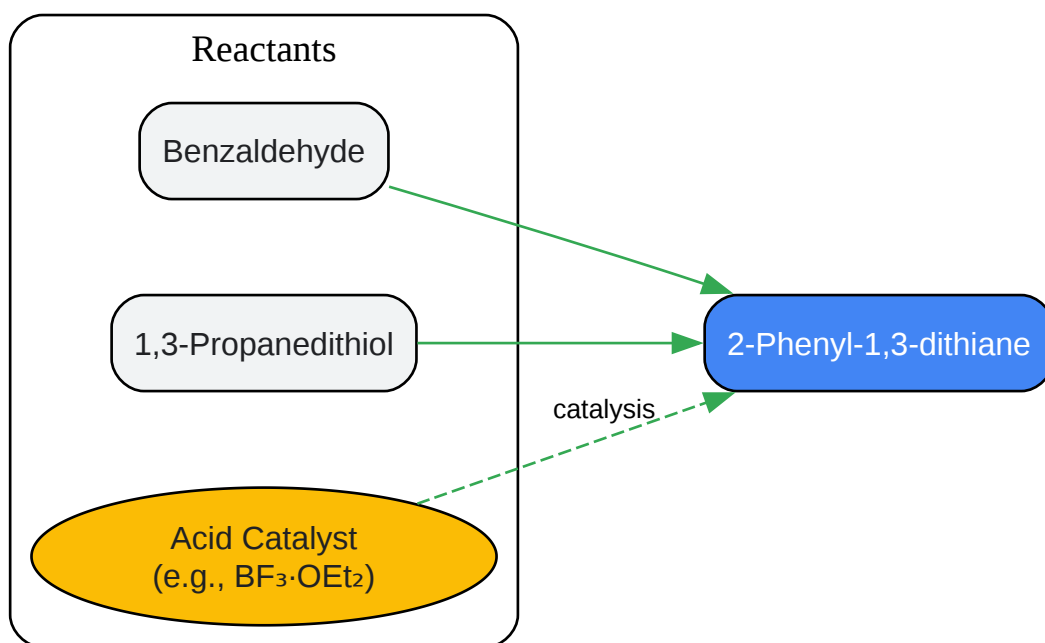 Reactants
Benzaldehyde
1,3-Propanedithiol
2-Phenyl-1,3-dithiane
catalysis
Acid Catalyst
(e.g., BF₃·OEt₂)